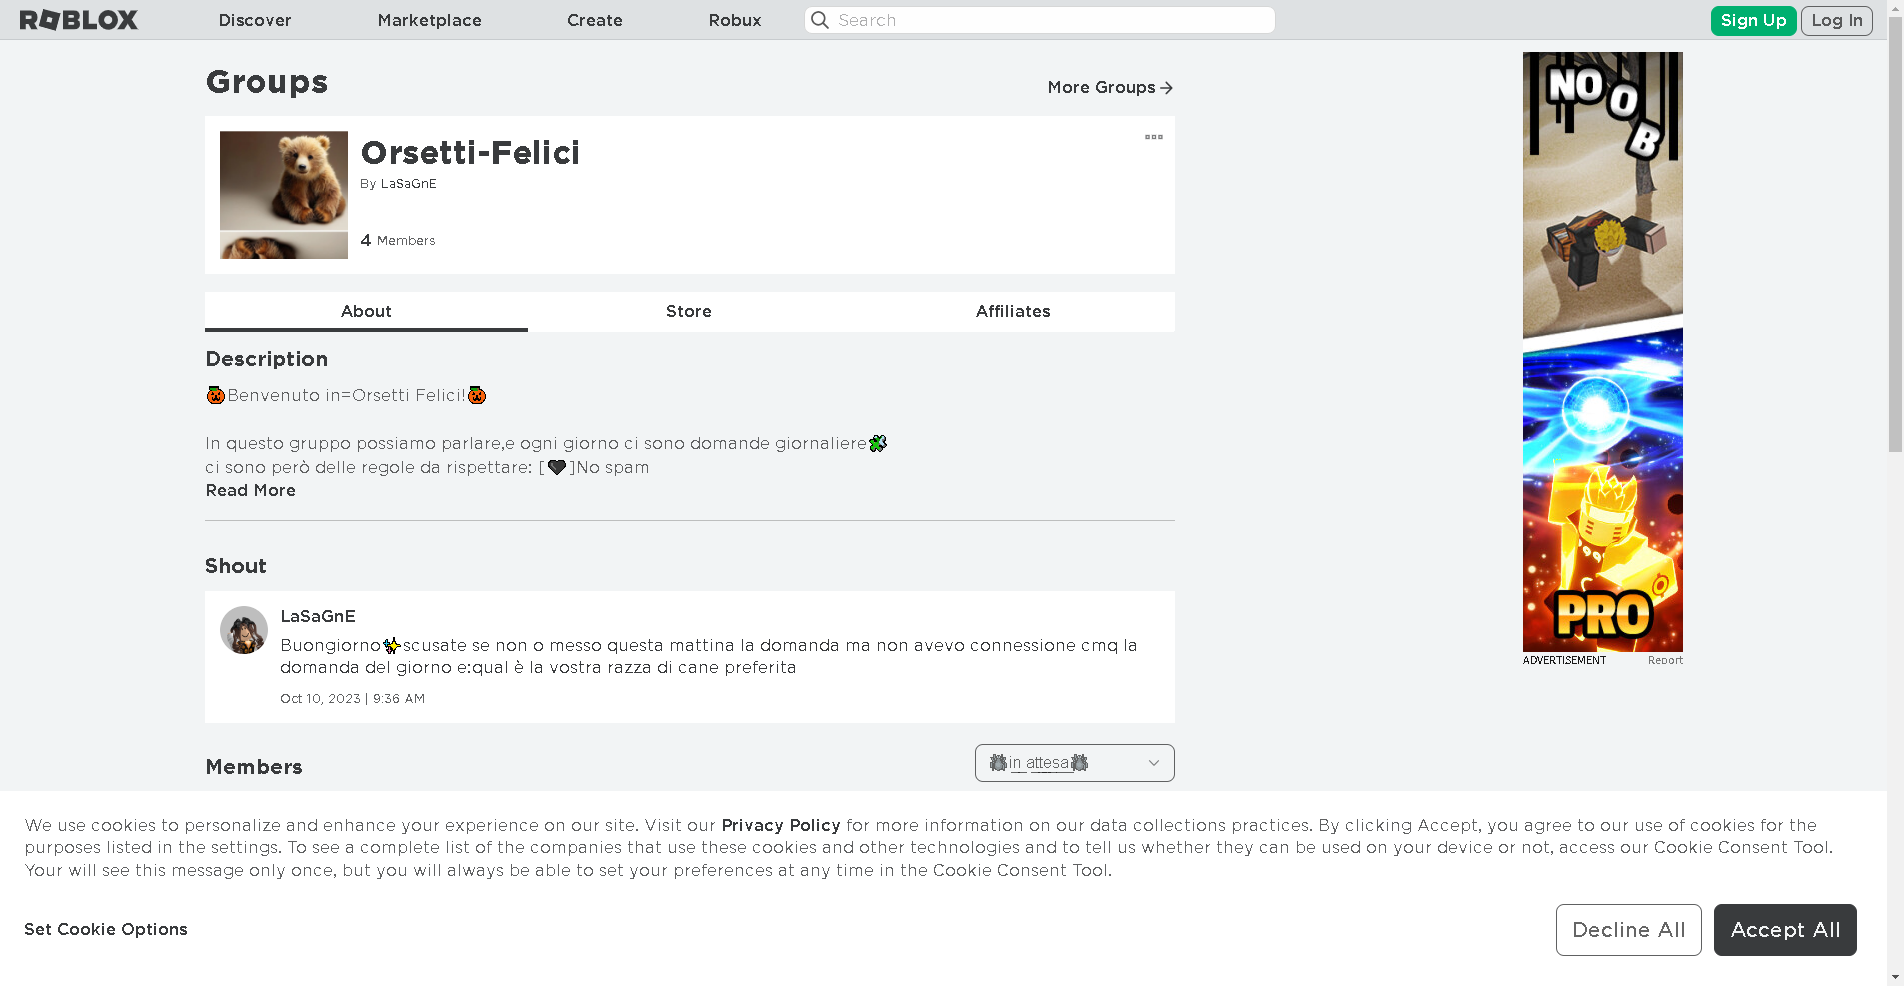 ROBLOX
Discover
Marketplace
Create
Robux
Search
Sign Up
Log In
Groups
More Groups
Orsetti-Felici
By LaSaGnE
4 Members
About
Store
Affiliates
Description
🎃Benvenuto in=Orsetti Felici!🎃
In questo gruppo possiamo parlare,e ogni giorno ci sono domande giornaliere🧩
ci sono però delle regole da rispettare: [🖤]No spam
Read More
Shout
LaSaGnE
Buongiorno✨scusate se non o messo questa mattina la domanda ma non avevo connessione cmq la
domanda del giorno e:qual è la vostra razza di cane preferita
Oct 10, 2023 | 9:36 AM
Members
in attesa
NOOB
PRO
ADVERTISEMENT
Report
We use cookies to personalize and enhance your experience on our site. Visit our Privacy Policy for more information on our data collections practices. By clicking Accept, you agree to our use of cookies for the
purposes listed in the settings. To see a complete list of the companies that use these cookies and other technologies and to tell us whether they can be used on your device or not, access our Cookie Consent Tool.
Your will see this message only once, but you will always be able to set your preferences at any time in the Cookie Consent Tool.
Set Cookie Options
Decline All
Accept All